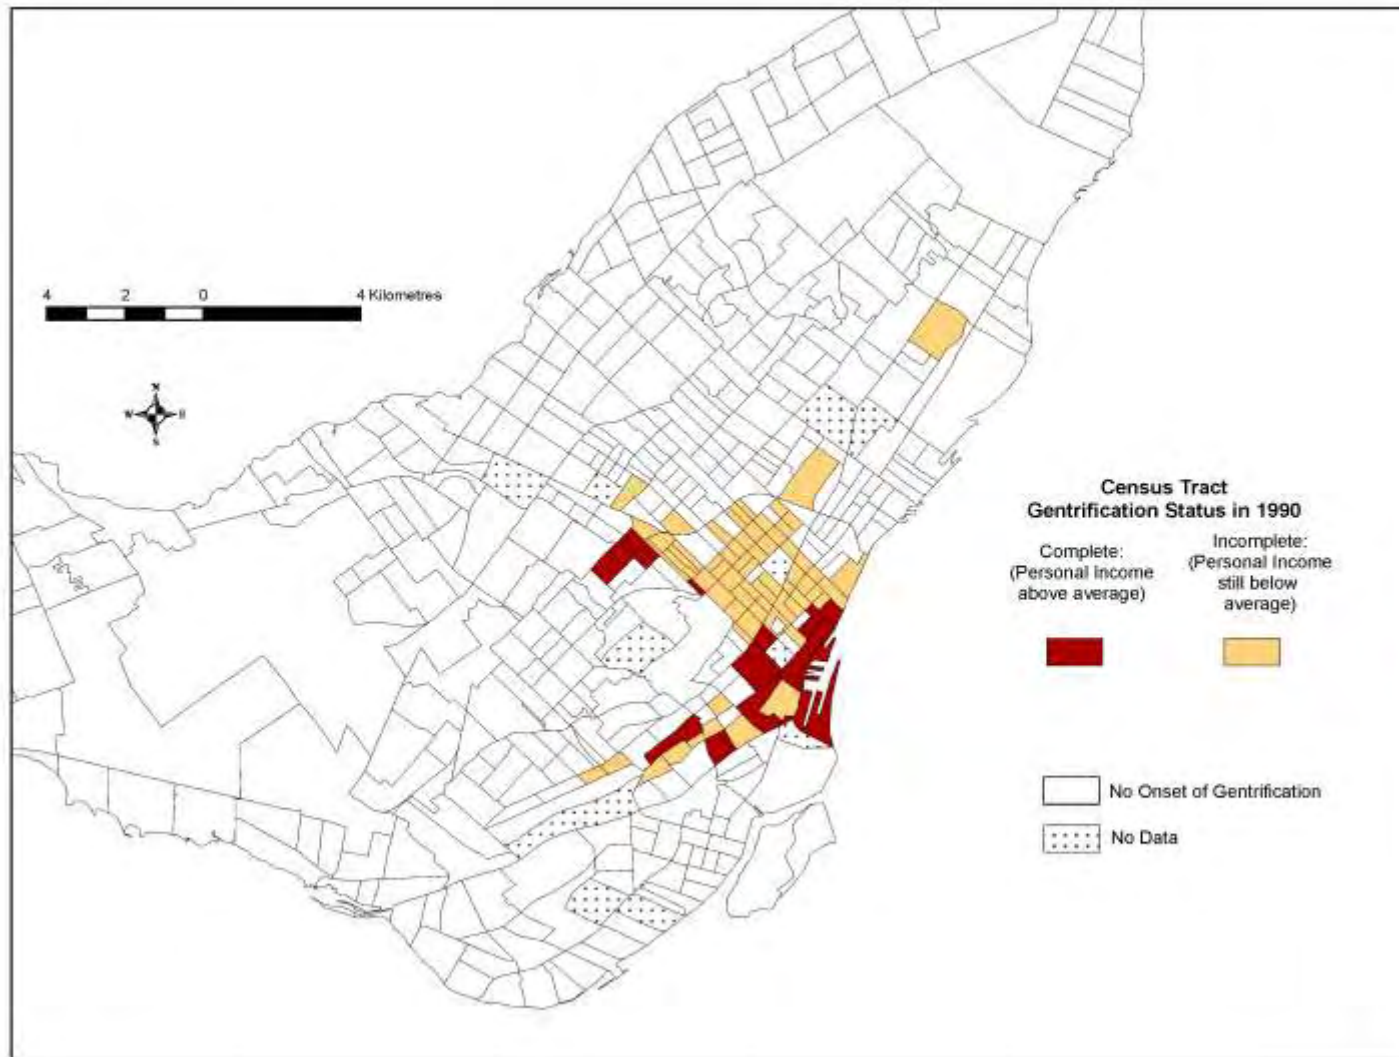 4 2 0 4 Kilometres
N
W E
S
Census Tract
Gentrification Status in 1990
Complete:
(Personal Income
above average)
Incomplete:
(Personal Income
still below
average)
No Onset of Gentrification
No Data